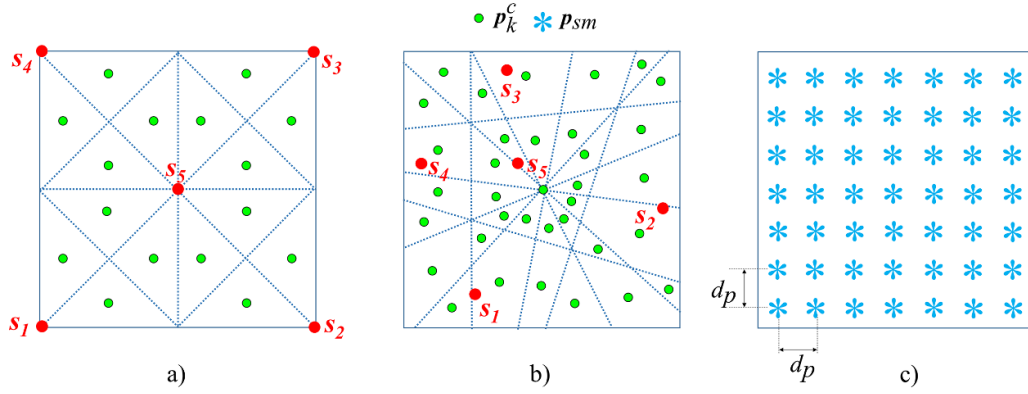 p_k^c p_sm
s_4 s_3
s_5
s_1 s_2
s_3
s_4 s_5
s_2
s_1
d_p
d_p
a) b) c)